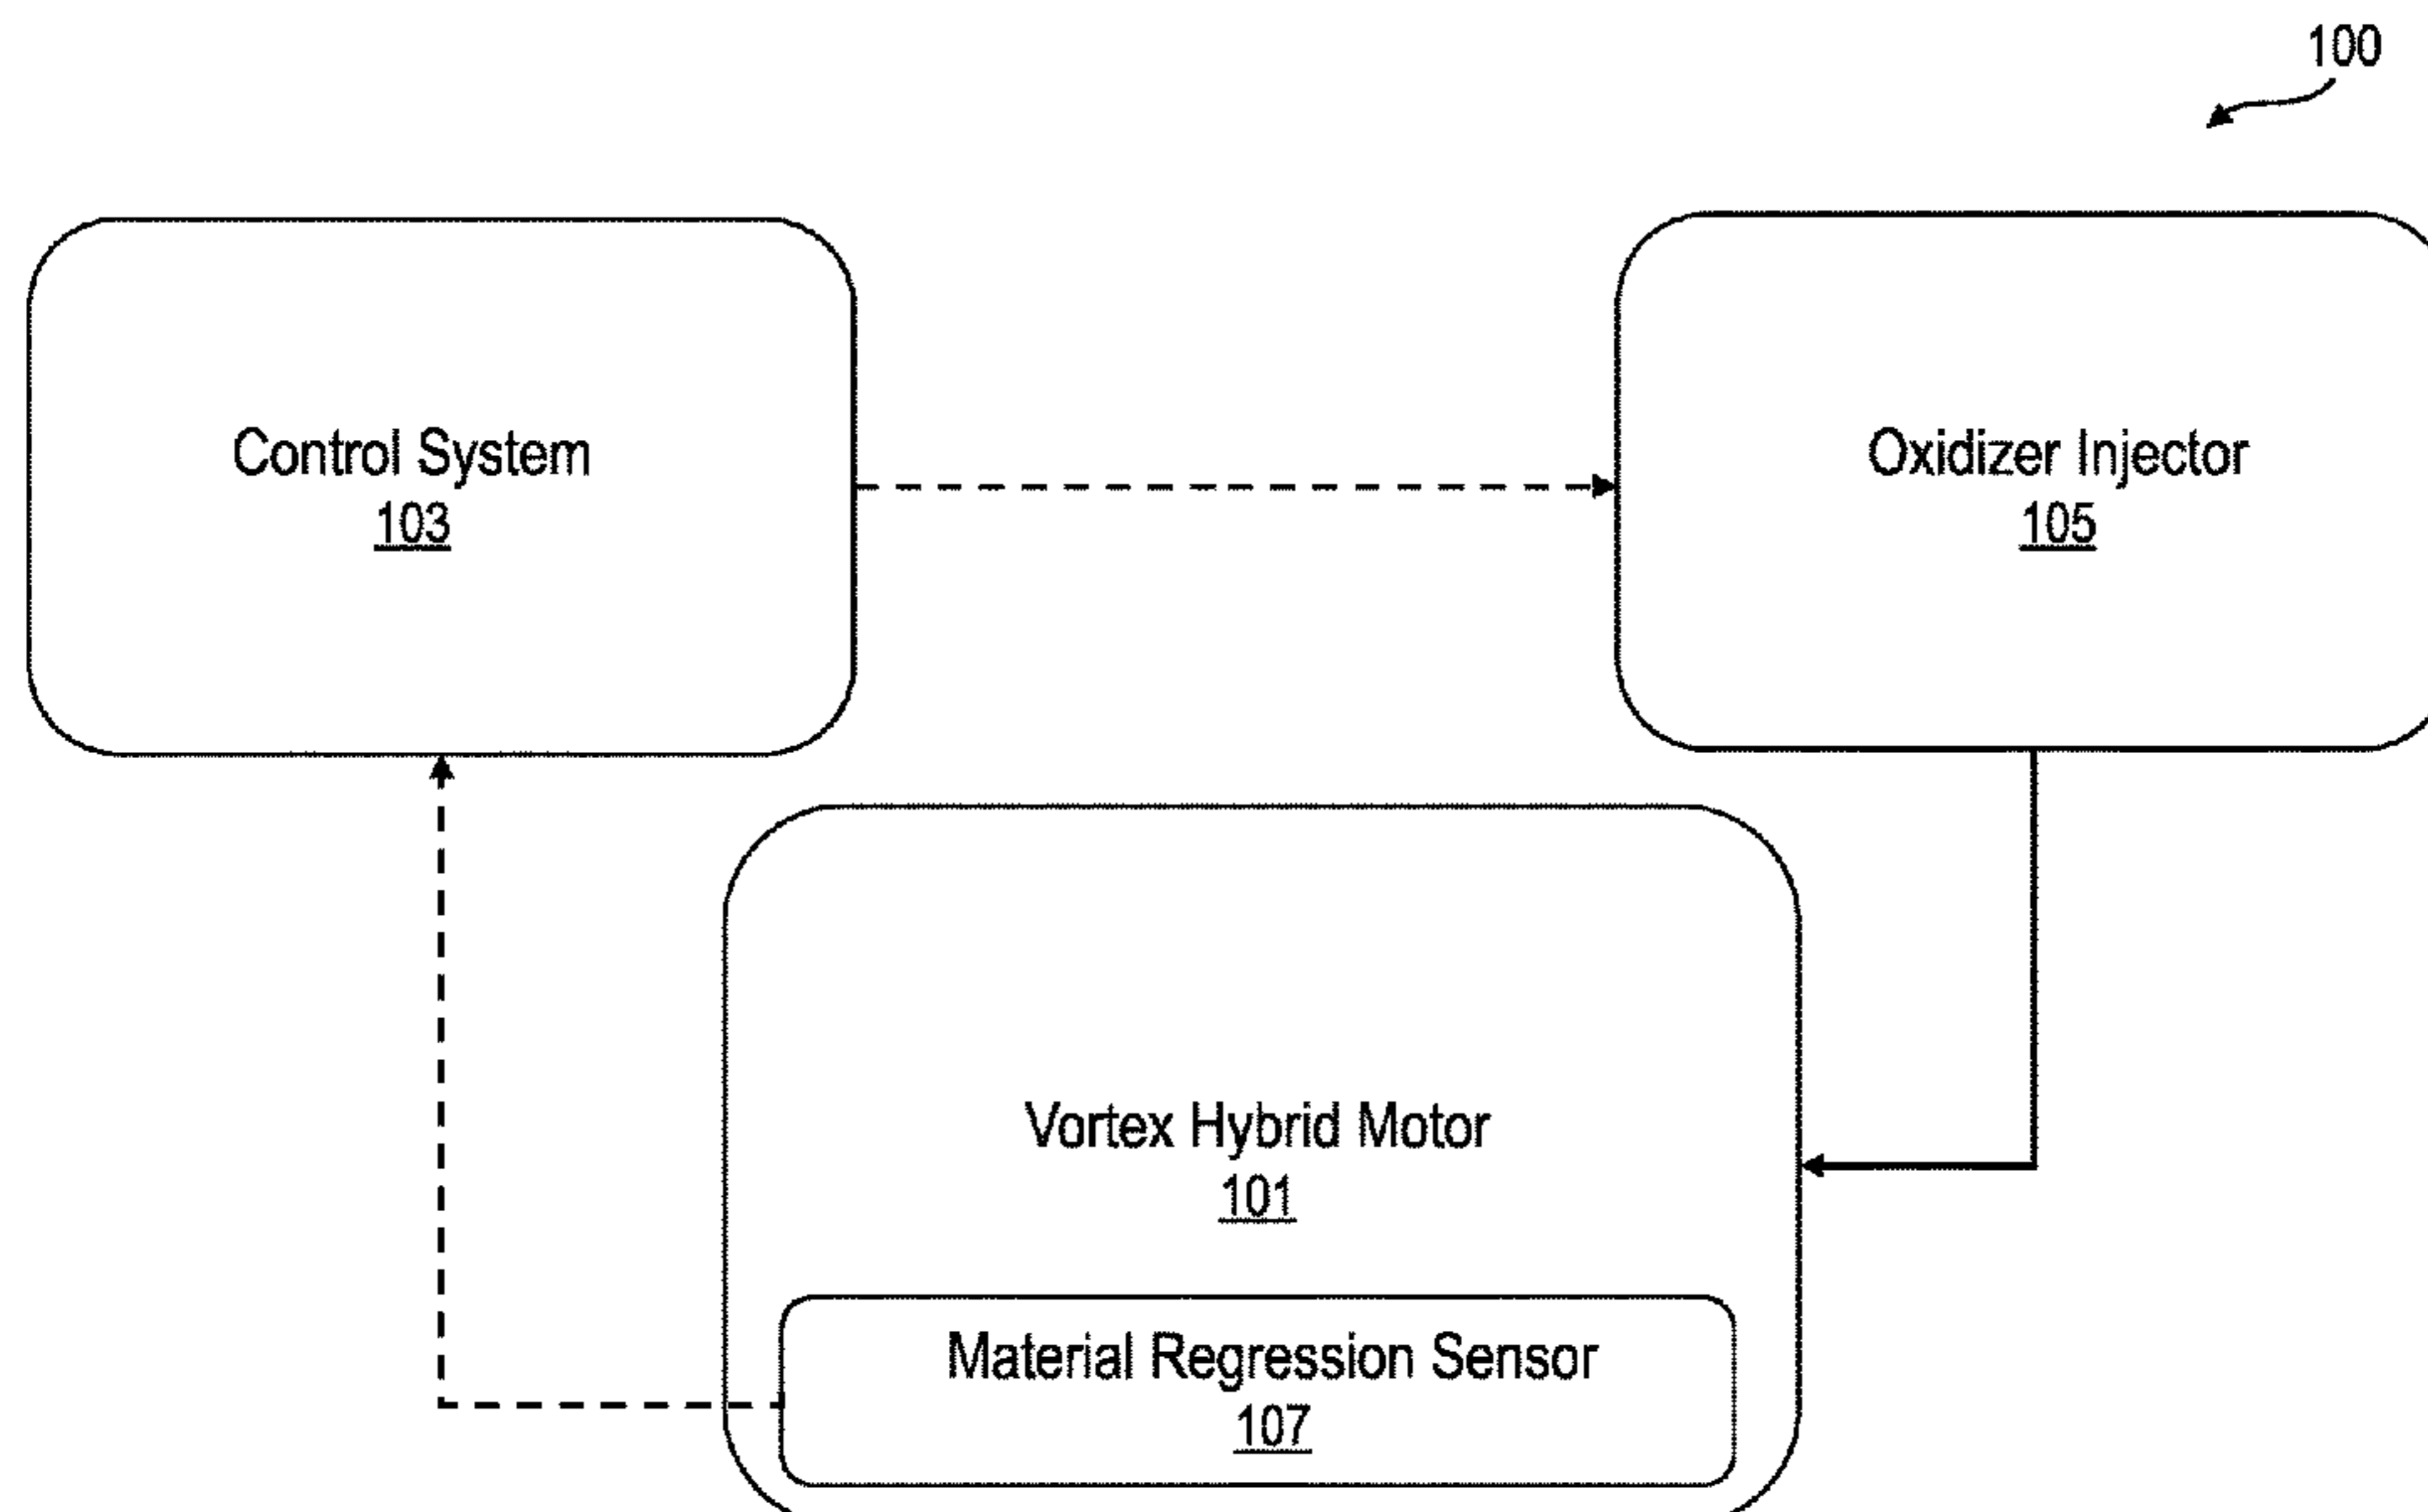 100
Control System
103
Oxidizer Injector
105
Vortex Hybrid Motor
101
Material Regression Sensor
107